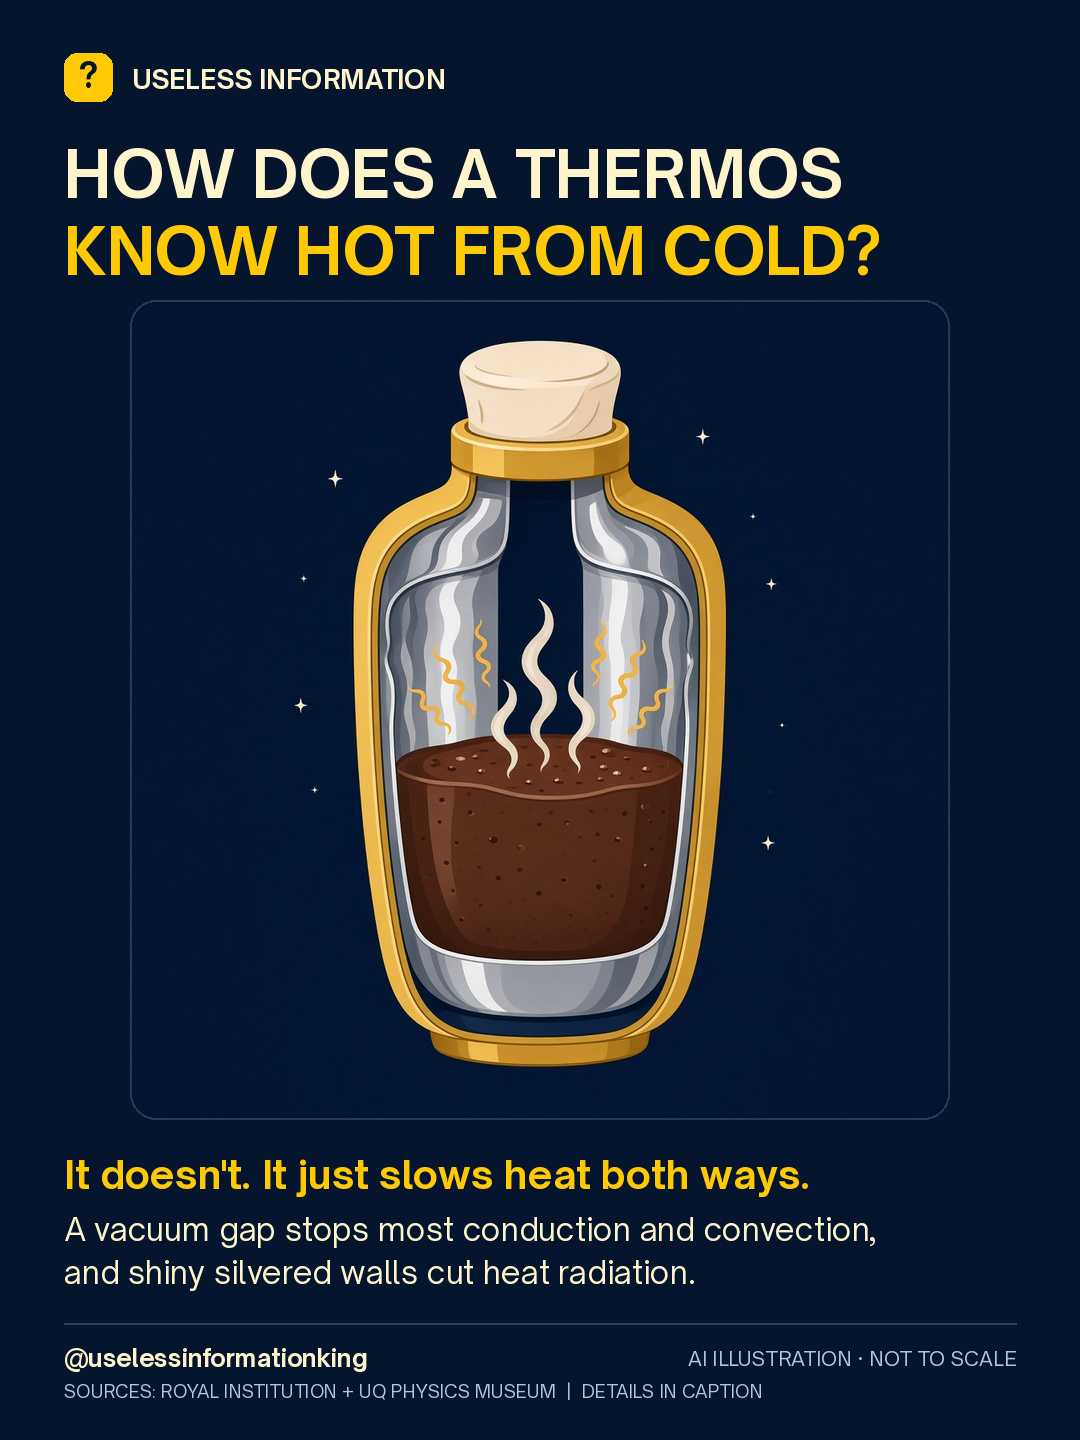 ?
USELESS INFORMATION
HOW DOES A THERMOS
KNOW HOT FROM COLD?
It doesn't. It just slows heat both ways.
A vacuum gap stops most conduction and convection,
and shiny silvered walls cut heat radiation.
@uselessinformationking
AI ILLUSTRATION · NOT TO SCALE
SOURCES: ROYAL INSTITUTION + UQ PHYSICS MUSEUM | DETAILS IN CAPTION